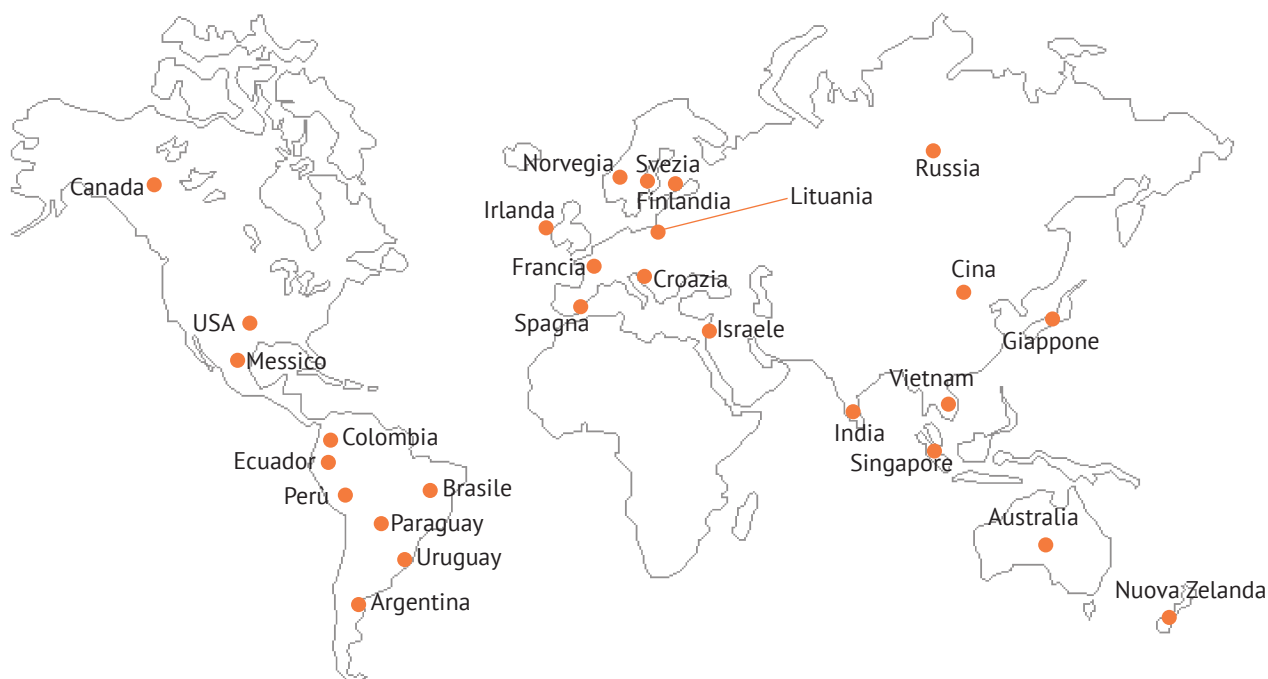 Norvegia
Svezia
Russia
Canada
Finlandia
Lituania
Irlanda
Francia
Croazia
Cina
USA
Spagna
Israele
Giappone
Messico
Vietnam
India
Colombia
Singapore
Ecuador
Perù
Brasile
Paraguay
Australia
Uruguay
Argentina
Nuova Zelanda